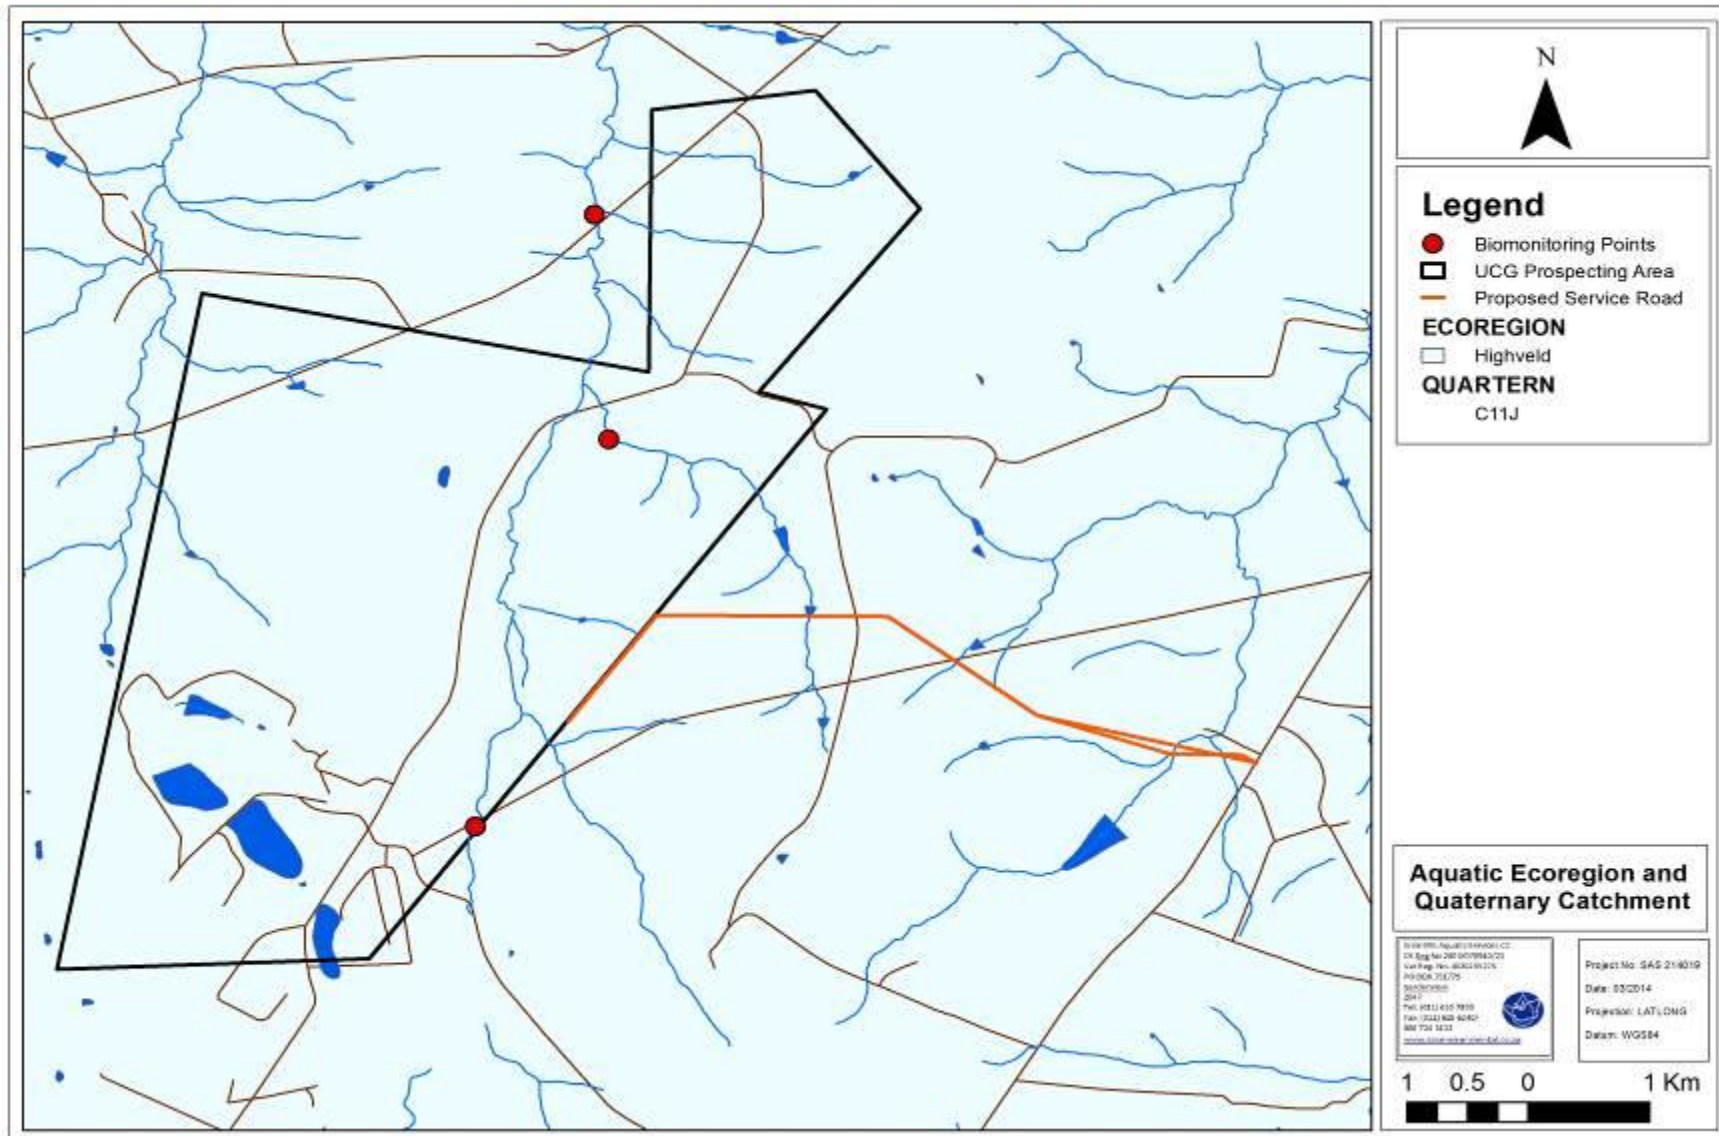 N
Legend
Biomonitoring Points
UCG Prospecting Area
Proposed Service Road
ECOREGION
Highveld
QUARTERN
C11J
Aquatic Ecoregion and
Quaternary Catchment
Project No: SAS 214019
Date: 03/2014
Projection: LATLONG
Datum: WGS84
1 0.5 0 1 Km